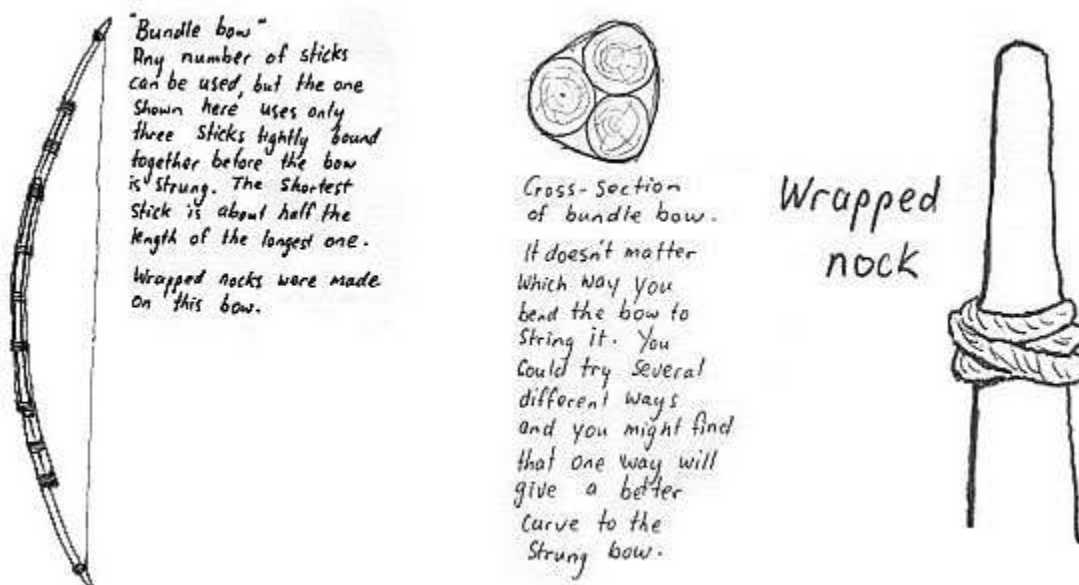 "Bundle bow"
Any number of sticks
can be used, but the one
shown here uses only
three sticks tightly bound
together before the bow
is strung. The shortest
stick is about half the
length of the longest one.
Wrapped nocks were made
on this bow.
Cross-section
of bundle bow.
It doesn't matter
which way you
bend the bow to
string it. You
could try several
different ways
and you might find
that one way will
give a better
curve to the
strung bow.
Wrapped
nock